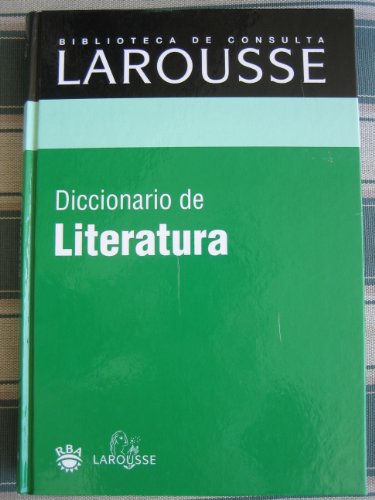 BIBLIOTECA DE CONSULTA
LAROUSSE
Diccionario de
Literatura
RBA
LAROUSSE